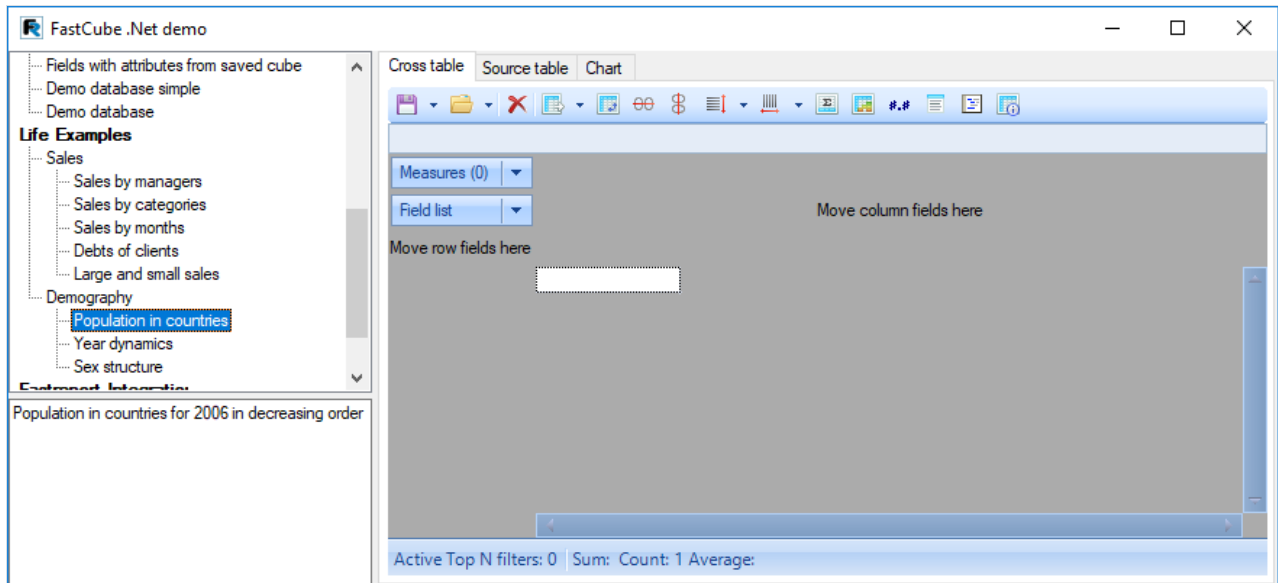 FastCube .Net demo
Fields with attributes from saved cube
Demo database simple
Demo database
Life Examples
Sales
Sales by managers
Sales by categories
Sales by months
Debts of clients
Large and small sales
Demography
Population in countries
Year dynamics
Sex structure
Population in countries for 2006 in decreasing order
Cross table
Source table
Chart
#.#
Measures (0)
Field list
Move column fields here
Move row fields here
Active Top N filters: 0 Sum: Count: 1 Average: